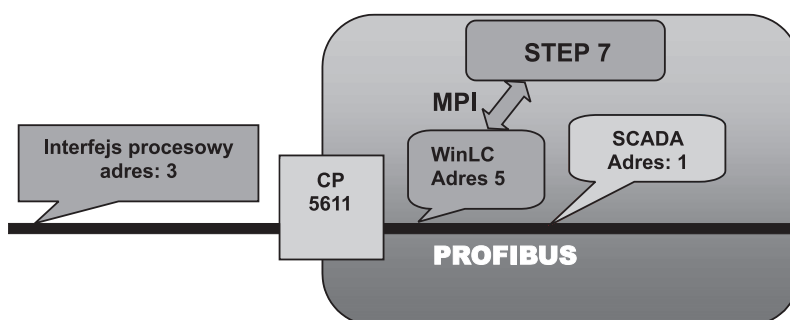 STEP 7
MPI
Interfejs procesowy
adres: 3
CP
5611
WinLC
Adres 5
SCADA
Adres: 1
PROFIBUS